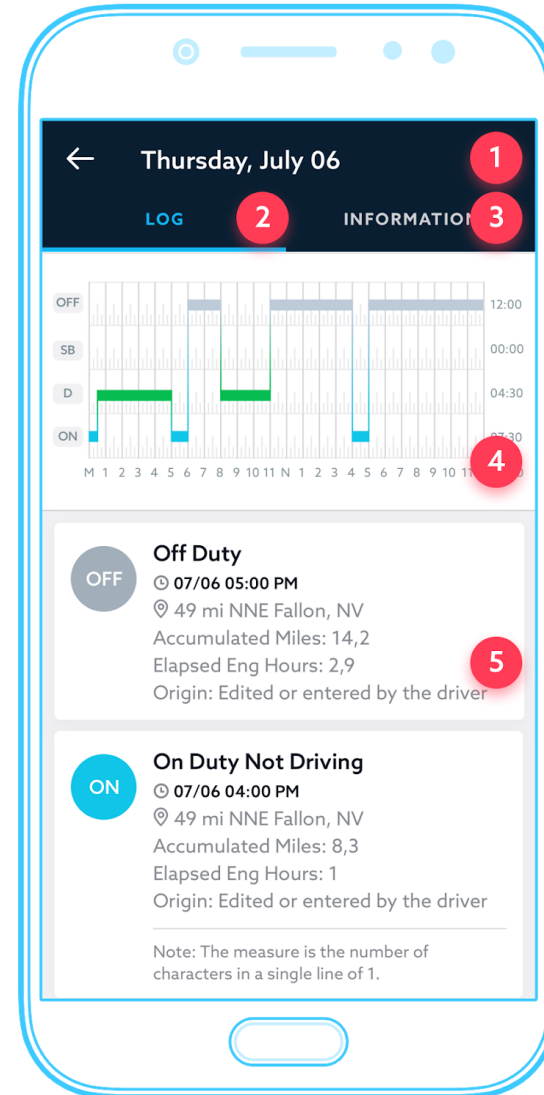 Thursday, July 06
1
LOG
2
INFORMATION
3
OFF
12:00
SB
00:00
D
04:30
ON
M 1 2 3 4 5 6 7 8 9 10 11 N 1 2 3 4 5 6 7 8 9 10
4
OFF
Off Duty
07/06 05:00 PM
49 mi NNE Fallon, NV
Accumulated Miles: 14,2
Elapsed Eng Hours: 2,9
5
Origin: Edited or entered by the driver
ON
On Duty Not Driving
07/06 04:00 PM
49 mi NNE Fallon, NV
Accumulated Miles: 8,3
Elapsed Eng Hours: 1
Origin: Edited or entered by the driver
Note: The measure is the number of
characters in a single line of 1.